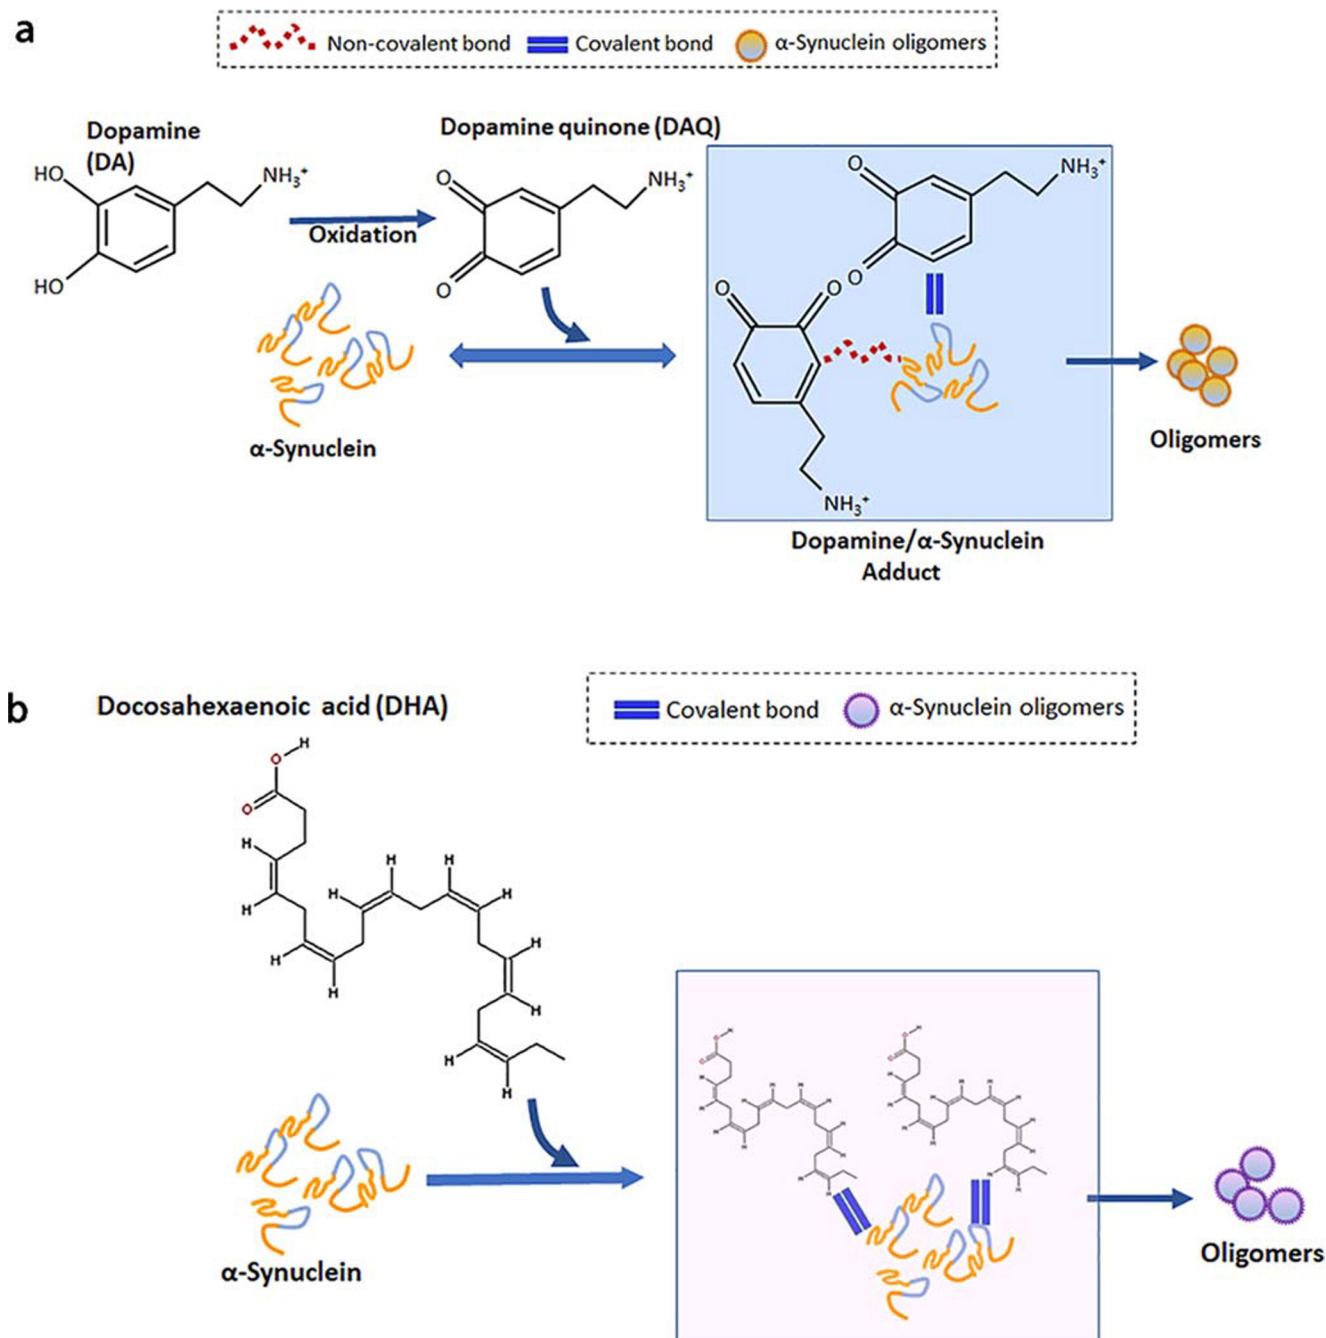 a
Non-covalent bond Covalent bond α-Synuclein oligomers
Dopamine
(DA)
Dopamine quinone (DAQ)
HO
NH₃⁺
HO
Oxidation
O
NH₃⁺
O
O
NH₃⁺
O
O
O
NH₃⁺
α-Synuclein
Oligomers
Dopamine/α-Synuclein
Adduct
b
Docosahexaenoic acid (DHA)
Covalent bond α-Synuclein oligomers
H
O
O
H
H
H
H
H
H
H
H
H
H
H
H
α-Synuclein
H
O
O
H
H
H
H
H
H
H
H
H
H
H
H
H
O
O
H
H
H
H
H
H
H
H
H
H
H
H
Oligomers